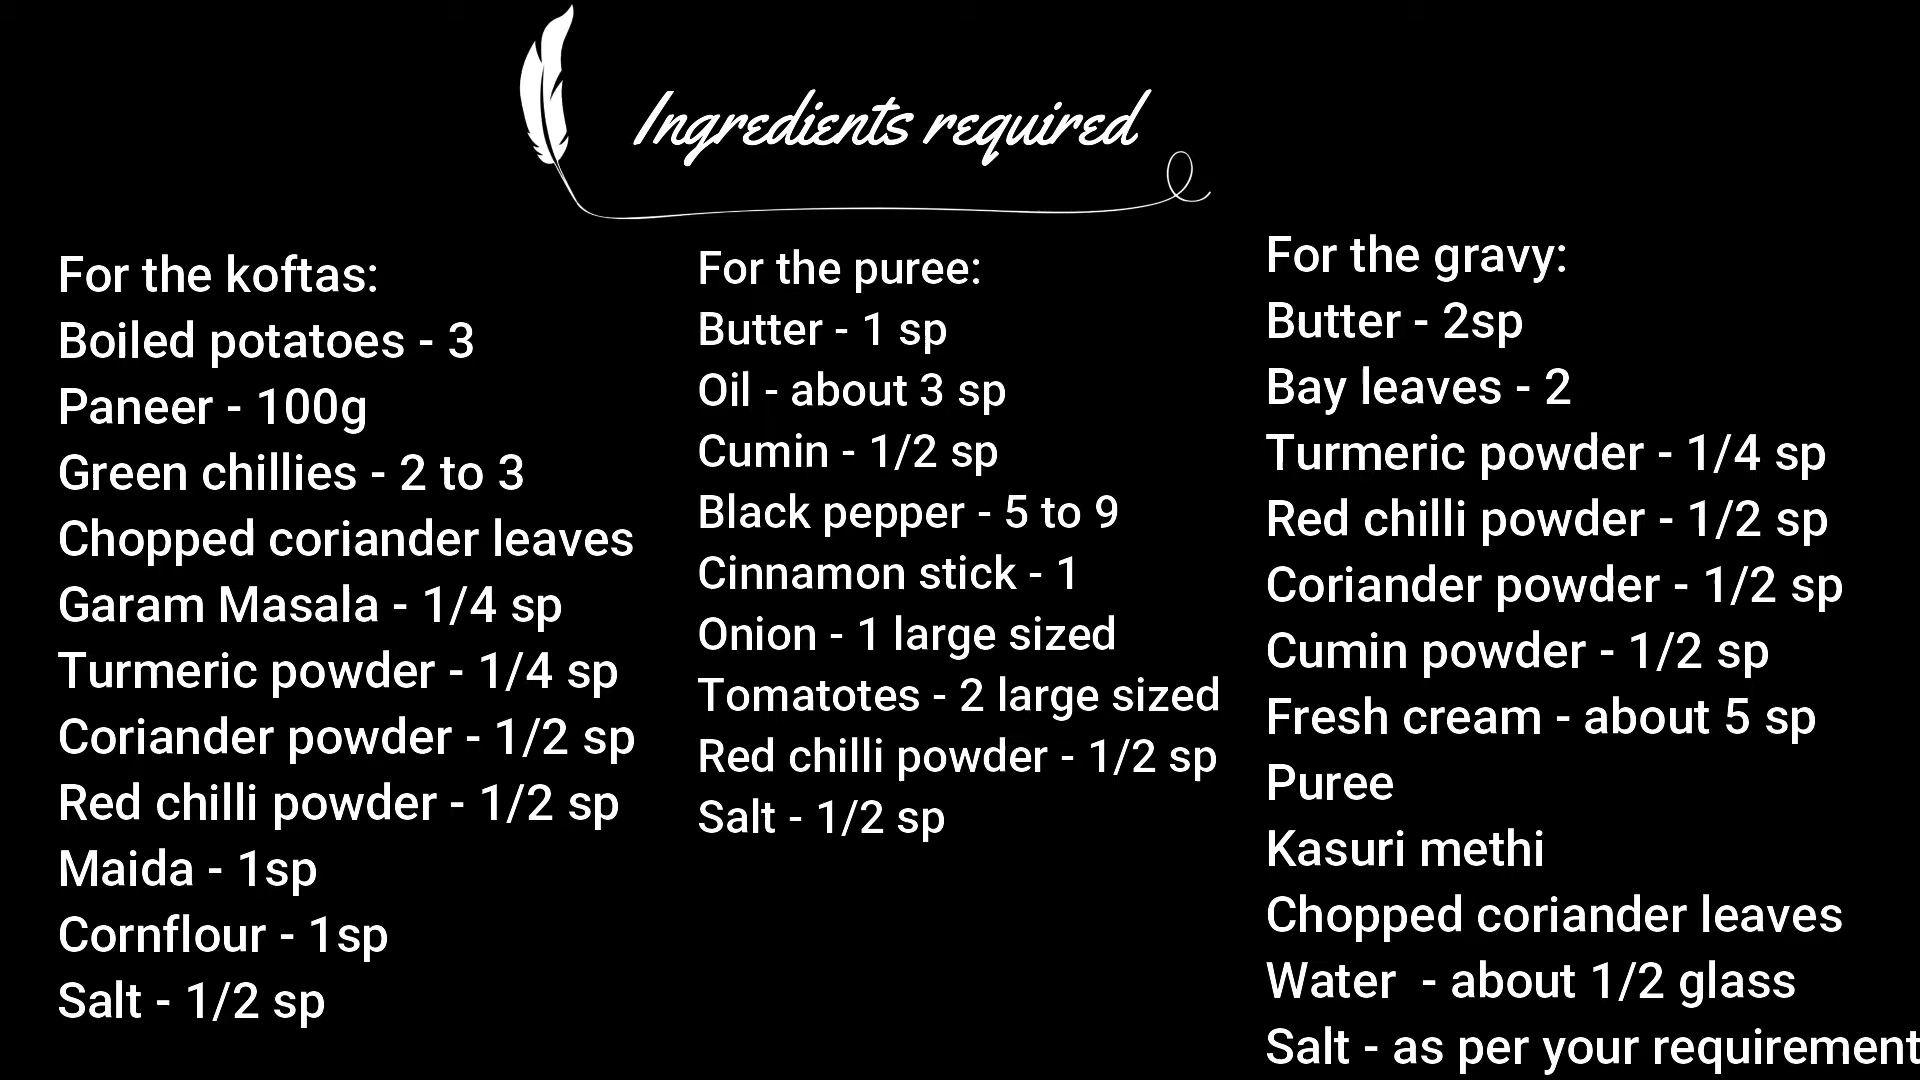 Ingredients required
For the koftas:
Boiled potatoes - 3
Paneer - 100g
Green chillies - 2 to 3
Chopped coriander leaves
Garam Masala - 1/4 sp
Turmeric powder - 1/4 sp
Coriander powder - 1/2 sp
Red chilli powder - 1/2 sp
Maida - 1sp
Cornflour - 1sp
Salt - 1/2 sp
For the puree:
Butter - 1 sp
Oil - about 3 sp
Cumin - 1/2 sp
Black pepper - 5 to 9
Cinnamon stick - 1
Onion - 1 large sized
Tomatotes - 2 large sized
Red chilli powder - 1/2 sp
Salt - 1/2 sp
For the gravy:
Butter - 2sp
Bay leaves - 2
Turmeric powder - 1/4 sp
Red chilli powder - 1/2 sp
Coriander powder - 1/2 sp
Cumin powder - 1/2 sp
Fresh cream - about 5 sp
Puree
Kasuri methi
Chopped coriander leaves
Water  - about 1/2 glass
Salt - as per your requirement